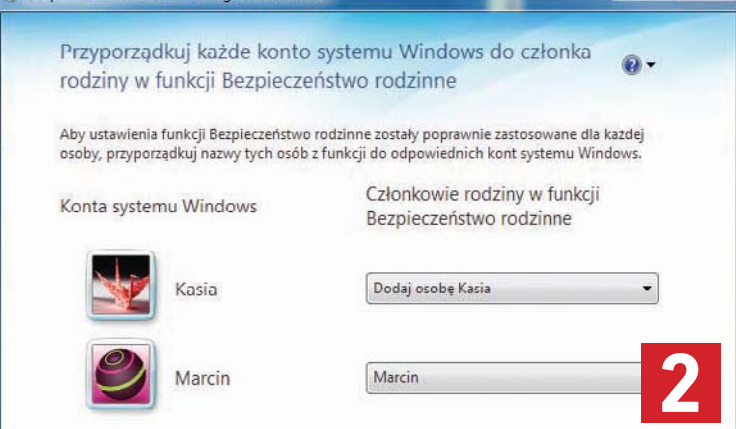 Przyporządkuj każde konto systemu Windows do członka
rodziny w funkcji Bezpieczeństwo rodzinne
Aby ustawienia funkcji Bezpieczeństwo rodzinne zostały poprawnie zastosowane dla każdej
osoby, przyporządkuj nazwy tych osób z funkcji do odpowiednich kont systemu Windows.
Konta systemu Windows
Członkowie rodziny w funkcji
Bezpieczeństwo rodzinne
Kasia
Dodaj osobę Kasia
Marcin
Marcin
2